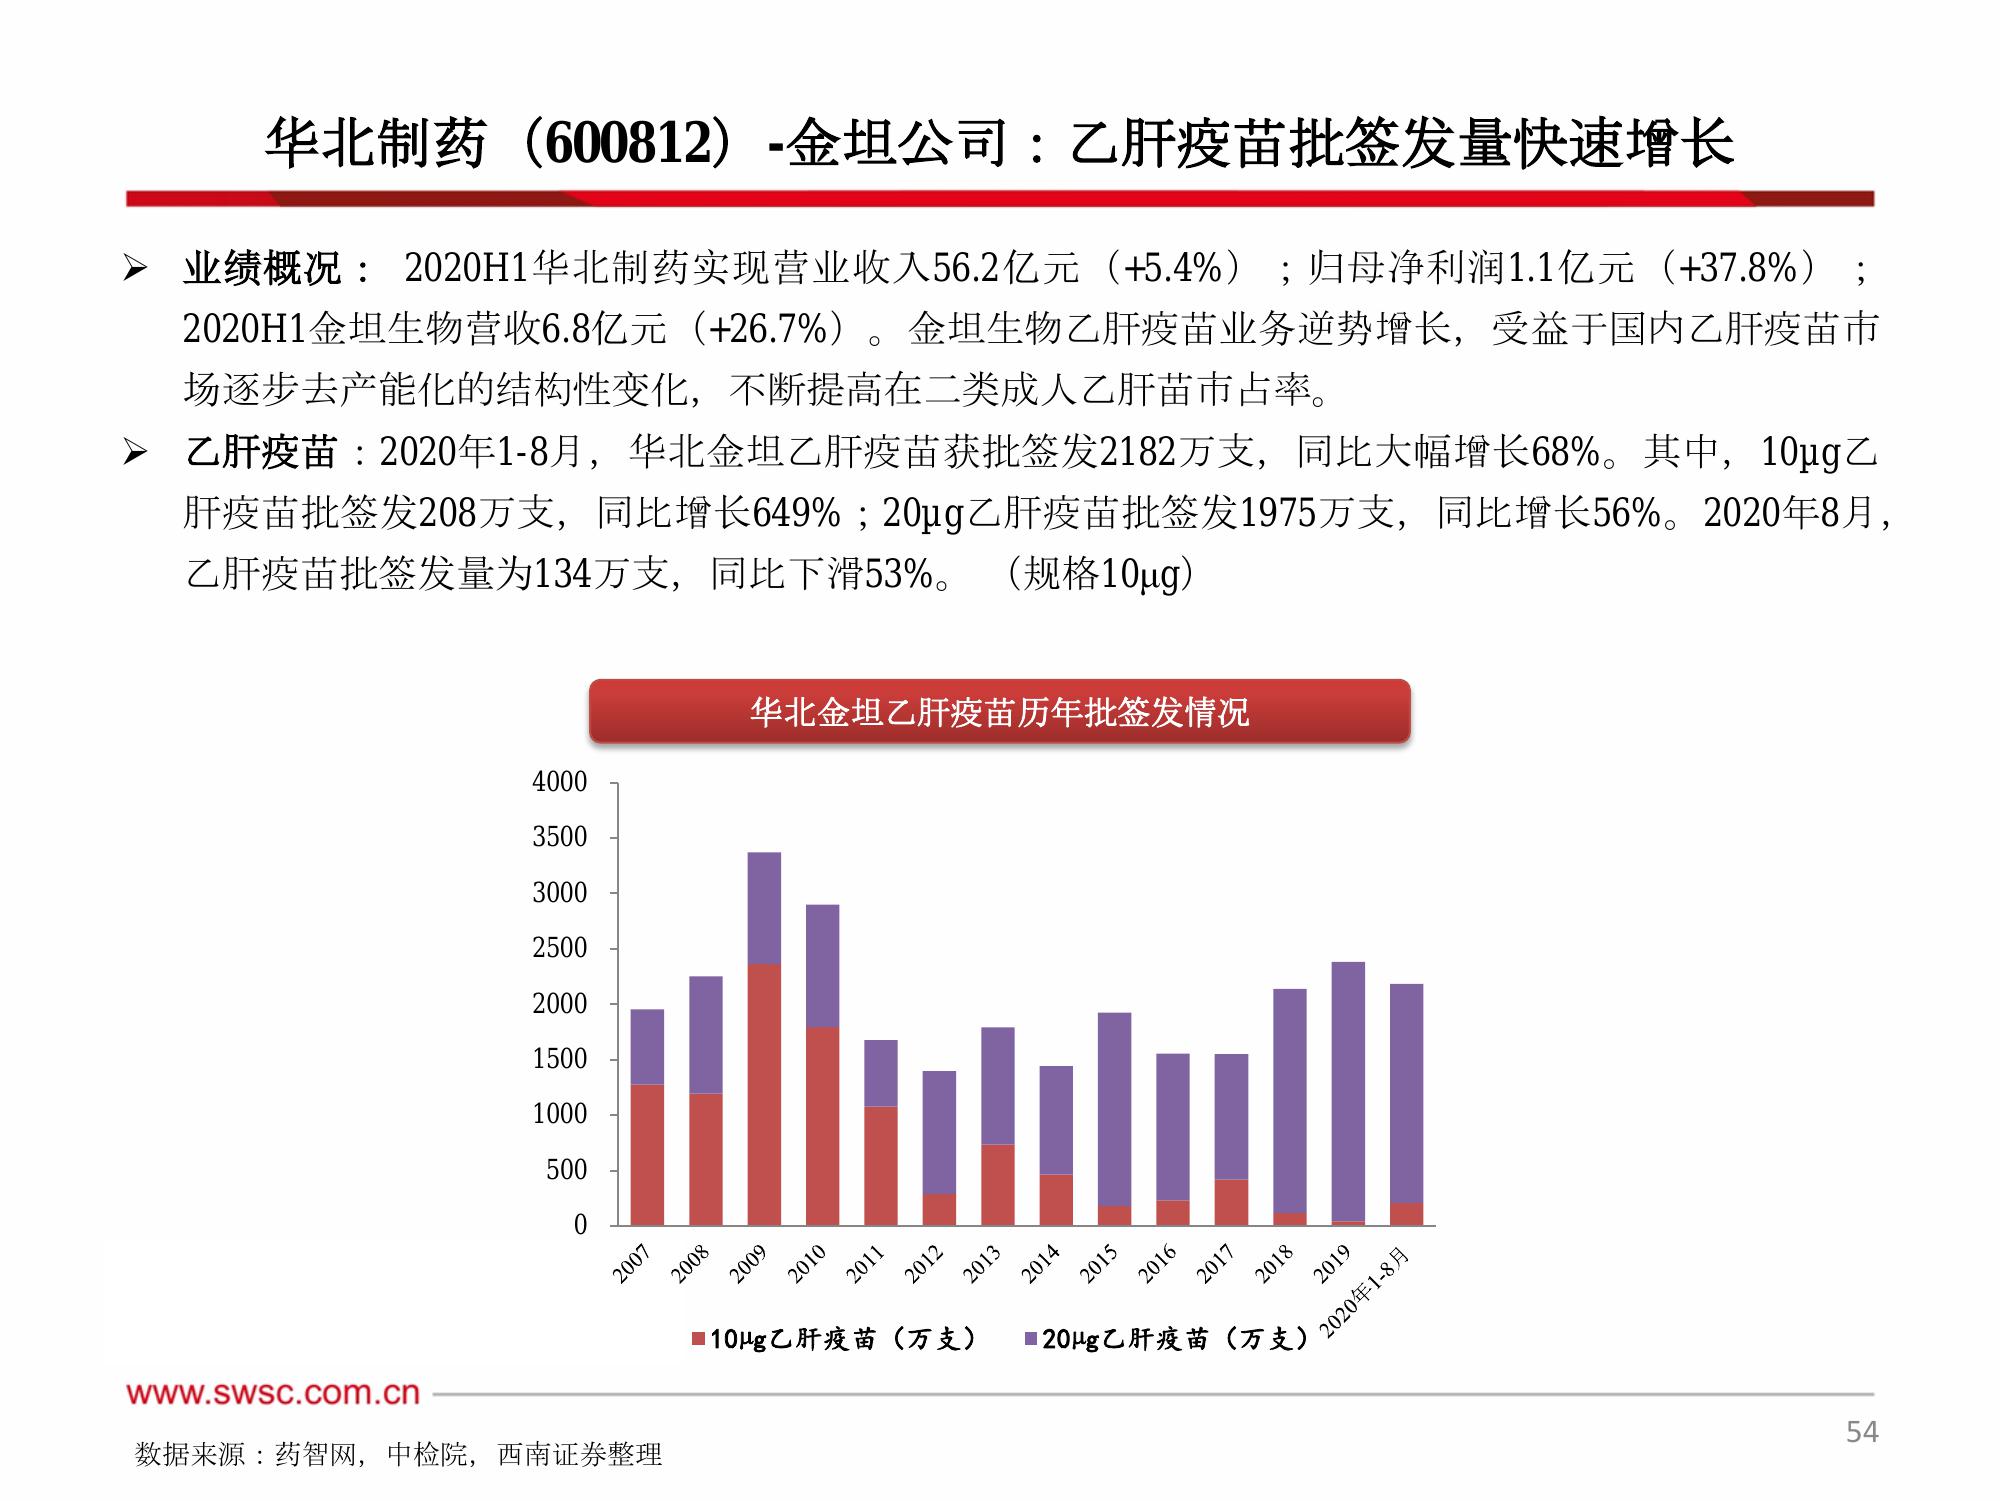 华北制药（600812）-金坦公司：乙肝疫苗批签发量快速增长
➢ 业绩概况： 2020H1华北制药实现营业收入56.2亿元（+5.4%）；归母净利润1.1亿元（+37.8%）；
2020H1金坦生物营收6.8亿元（+26.7%）。金坦生物乙肝疫苗业务逆势增长，受益于国内乙肝疫苗市
场逐步去产能化的结构性变化，不断提高在二类成人乙肝苗市占率。
➢ 乙肝疫苗：2020年1-8月，华北金坦乙肝疫苗获批签发2182万支，同比大幅增长68%。其中，10μg乙
肝疫苗批签发208万支，同比增长649%；20μg乙肝疫苗批签发1975万支，同比增长56%。2020年8月，
乙肝疫苗批签发量为134万支，同比下滑53%。（规格10μg）
华北金坦乙肝疫苗历年批签发情况
4000
3500
3000
2500
2000
1500
1000
500
0
2007 2008 2009 2010 2011 2012 2013 2014 2015 2016 2017 2018 2019 2020年1-8月
10μg乙肝疫苗（万支） 20μg乙肝疫苗（万支）
www.swsc.com.cn
54
数据来源：药智网，中检院，西南证券整理